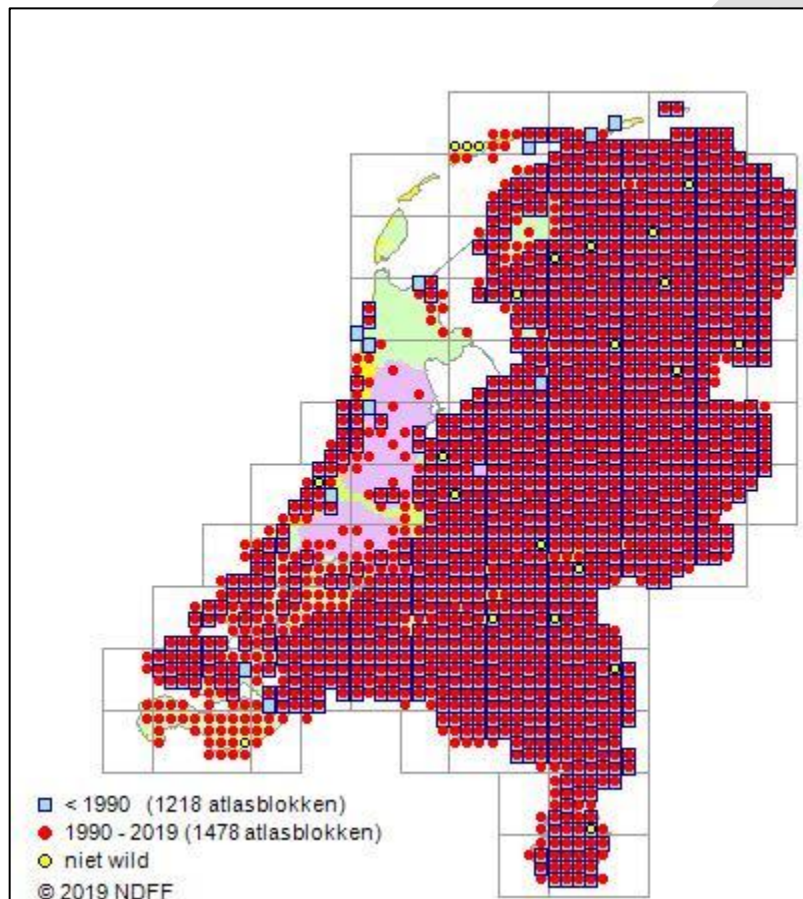 < 1990 (1218 atlasblokken)
1990 - 2019 (1478 atlasblokken)
niet wild
© 2019 NDFF